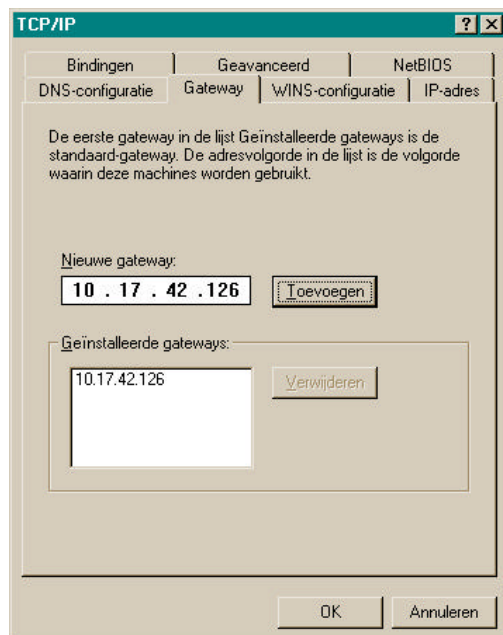 TCP/IP
Bindingen Geavanceerd NetBIOS
DNS-configuratie Gateway WINS-configuratie IP-adres
De eerste gateway in de lijst Geïnstalleerde gateways is de
standaard-gateway. De adresvolgorde in de lijst is de volgorde
waarin deze machines worden gebruikt.
Nieuwe gateway:
10 . 17 . 42 .126 Toevoegen
Geïnstalleerde gateways:
10.17.42.126 Verwijderen
OK Annuleren